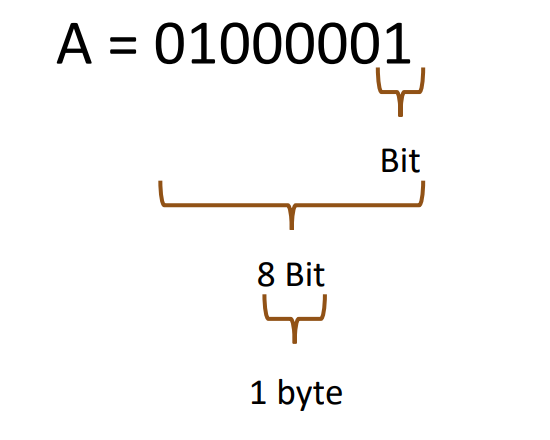 A = 01000001
Bit
8 Bit
1 byte